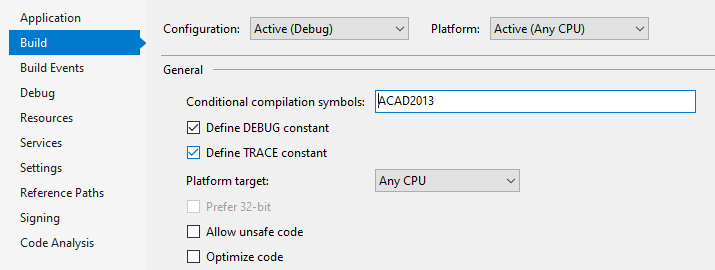 Application
Build
Build Events
Debug
Resources
Services
Settings
Reference Paths
Signing
Code Analysis
Configuration: Active (Debug) Platform: Active (Any CPU)
General
Conditional compilation symbols: ACAD2013
Define DEBUG constant
Define TRACE constant
Platform target: Any CPU
Prefer 32-bit
Allow unsafe code
Optimize code